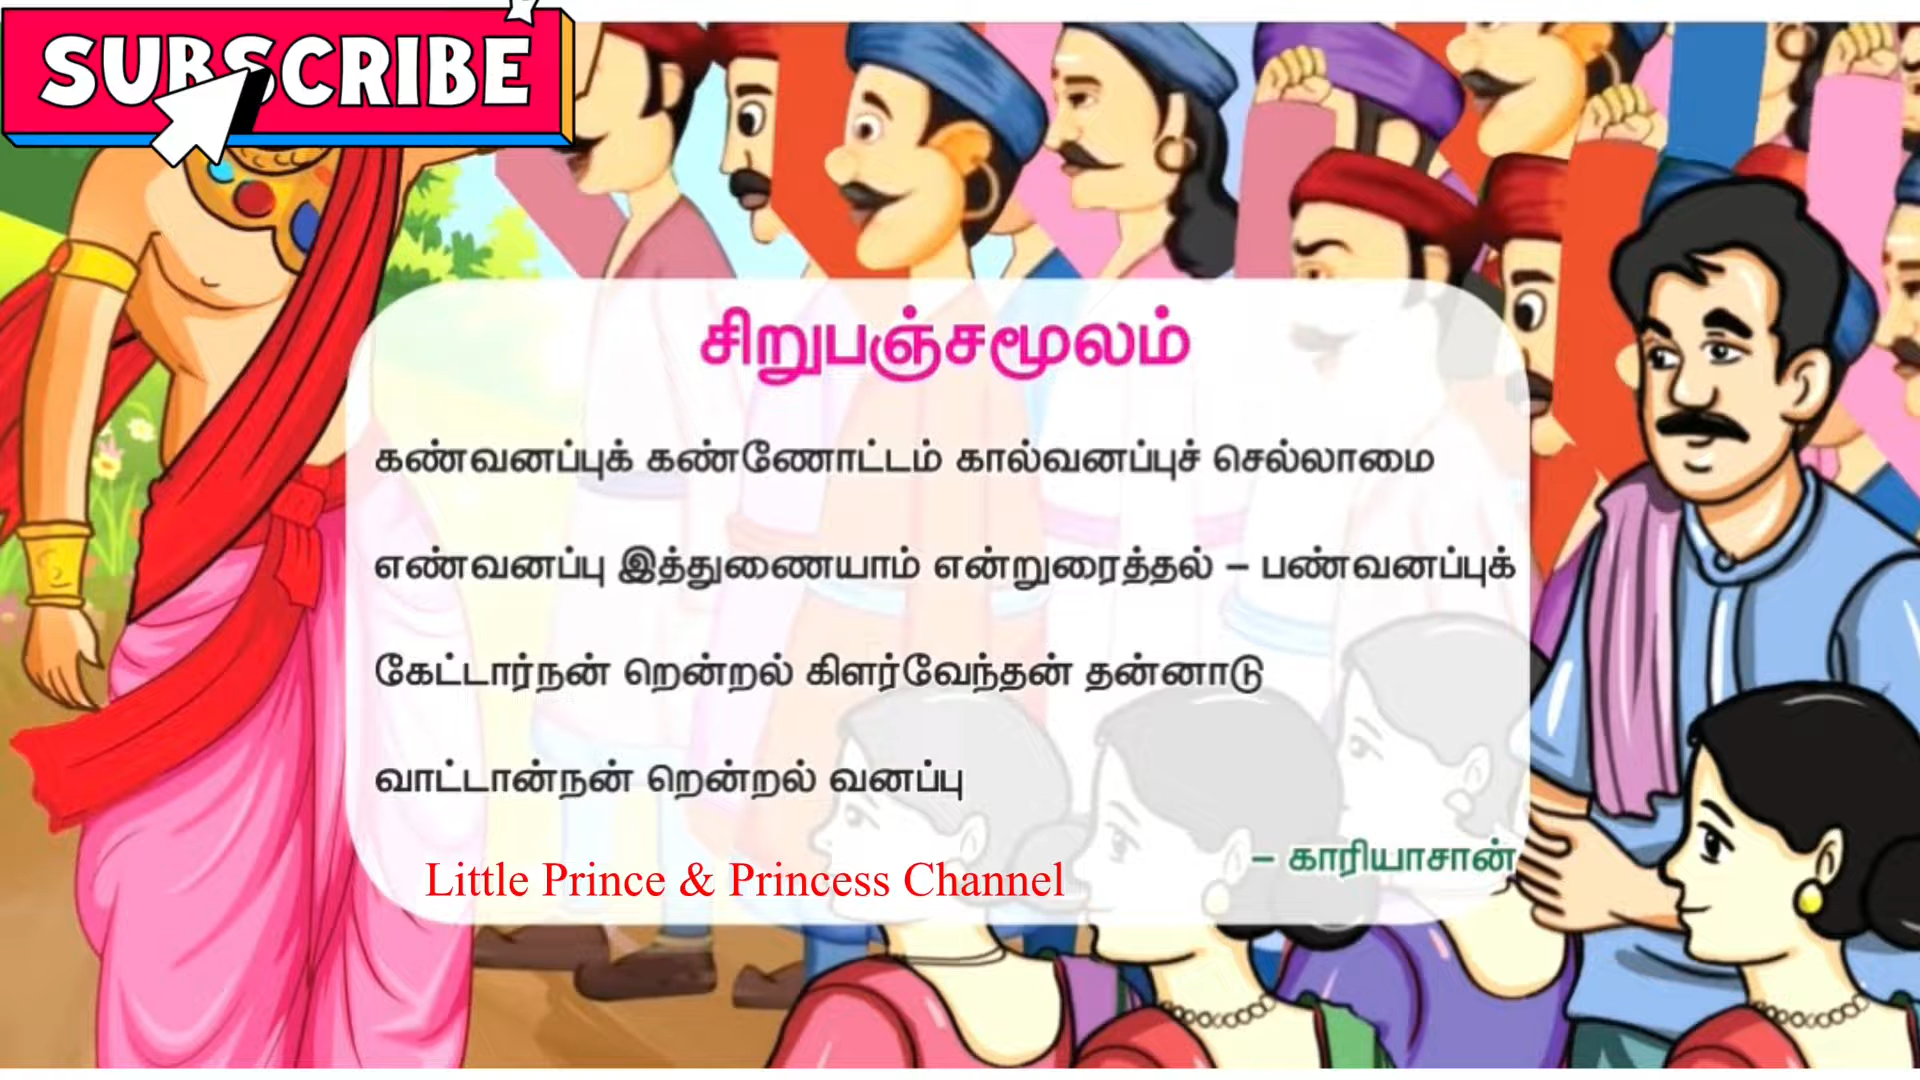 SUBSCRIBE
சிறுபஞ்சமூலம்
கண்வனப்புக் கண்ணோட்டம் கால்வனப்புச் செல்லாமை
எண்வனப்பு இத்துணையாம் என்றுரைத்தல் – பண்வனப்புக்
கேட்டார்நன் றென்றல் கிளர்வேந்தன் தன்னாடு
வாட்டான்நன் றென்றல் வனப்பு
– காரியாசான்
Little Prince & Princess Channel